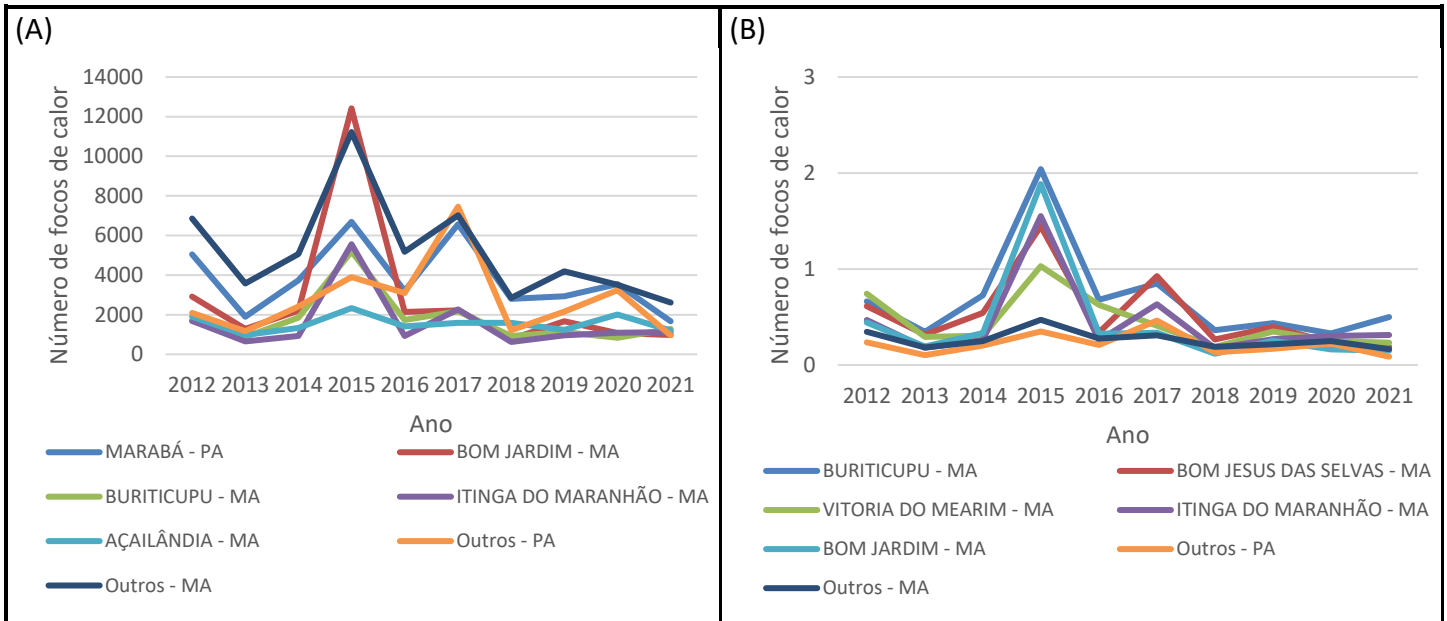 (A)
Número de focos de calor
14000
12000
10000
8000
6000
4000
2000
0
2012 2013 2014 2015 2016 2017 2018 2019 2020 2021
Ano
MARABÁ - PA
BOM JARDIM - MA
BURITICUPU - MA
ITINGA DO MARANHÃO - MA
AÇAILÂNDIA - MA
Outros - PA
Outros - MA
(B)
Número de focos de calor
3
2
1
0
2012 2013 2014 2015 2016 2017 2018 2019 2020 2021
Ano
BURITICUPU - MA
BOM JESUS DAS SELVAS - MA
VITORIA DO MEARIM - MA
ITINGA DO MARANHÃO - MA
BOM JARDIM - MA
Outros - PA
Outros - MA